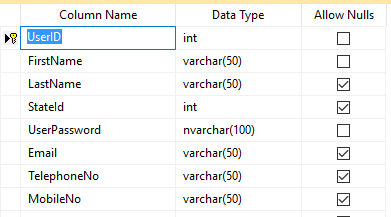 Column Name Data Type Allow Nulls
UserID int
FirstName varchar(50)
LastName varchar(50)
StateId int
UserPassword nvarchar(100)
Email varchar(50)
TelephoneNo varchar(50)
MobileNo varchar(50)